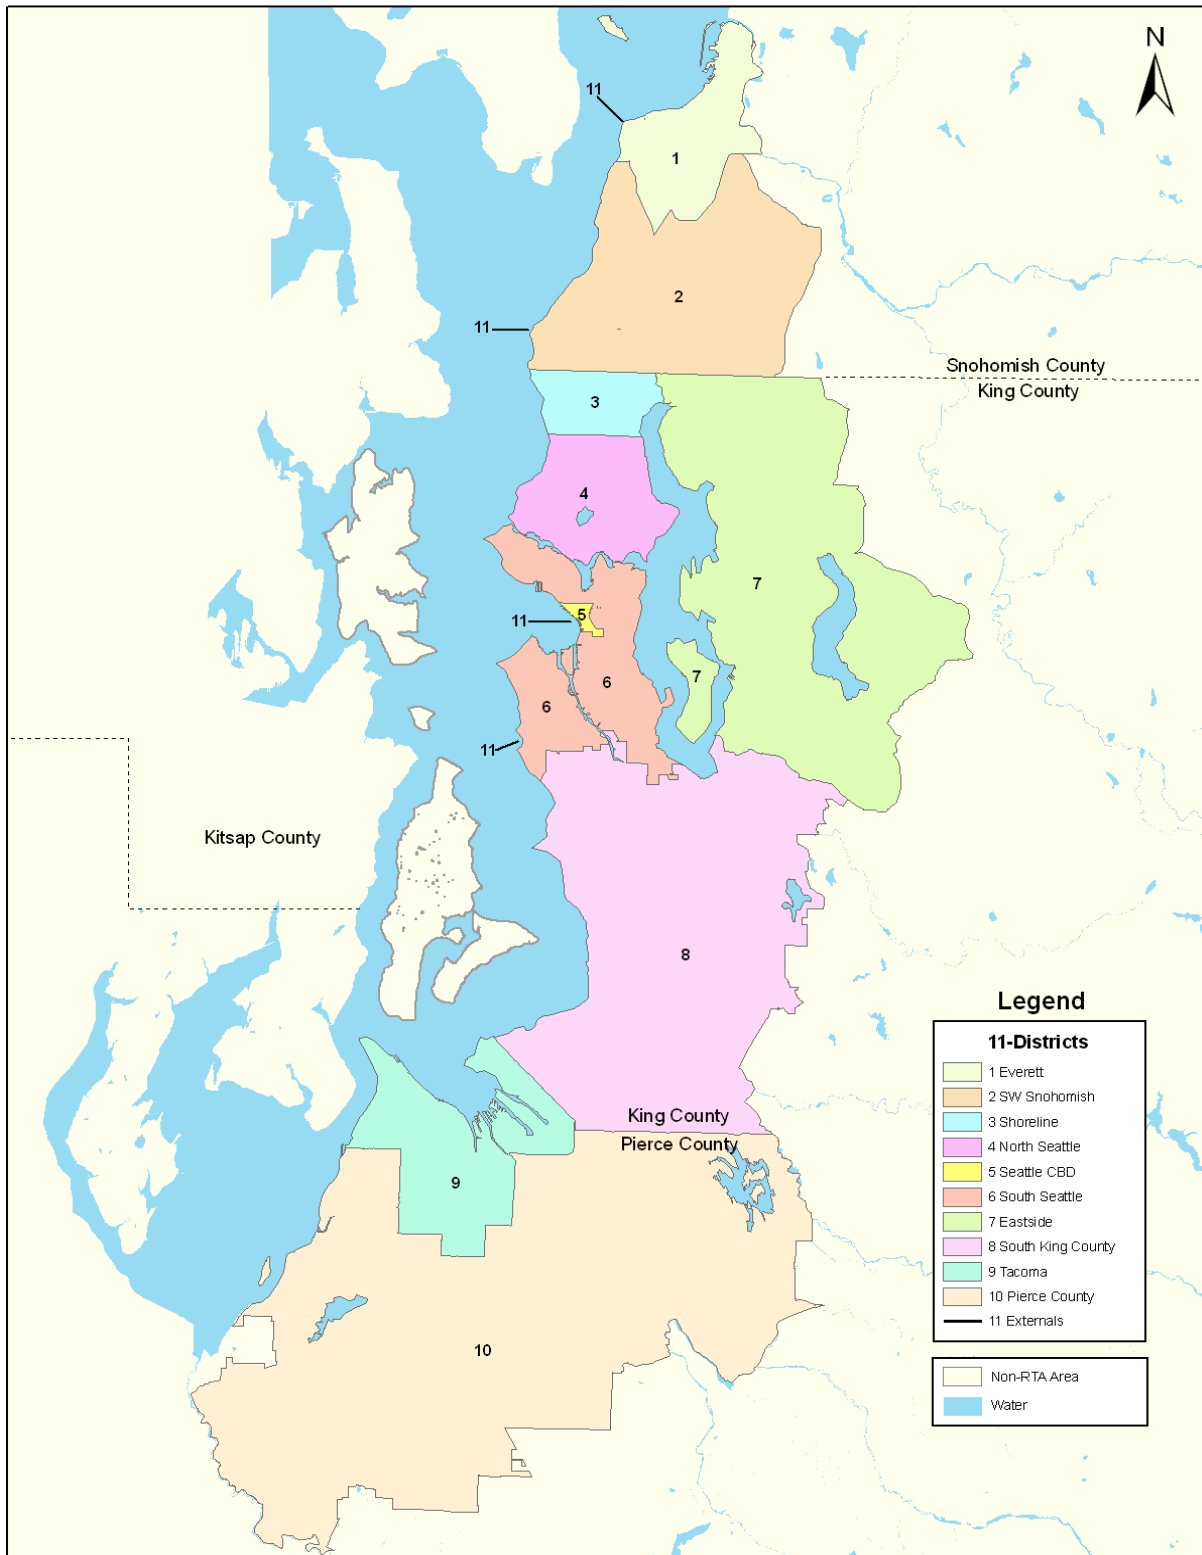 N
11
1
2
11
Snohomish County
King County
3
4
7
5
11
6
7
6
11
Kitsap County
8
Legend
11-Districts
1 Everett
2 SW Snohomish
3 Shoreline
4 North Seattle
5 Seattle CBD
6 South Seattle
7 Eastside
8 South King County
9 Tacoma
10 Pierce County
11 Externals
Non-RTA Area
Water
King County
Pierce County
9
10